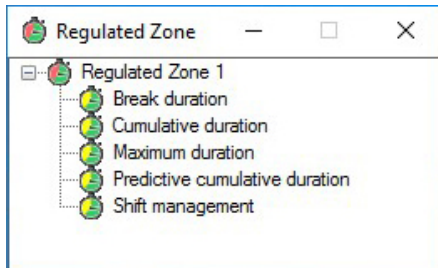 Regulated Zone
Regulated Zone 1
Break duration
Cumulative duration
Maximum duration
Predictive cumulative duration
Shift management